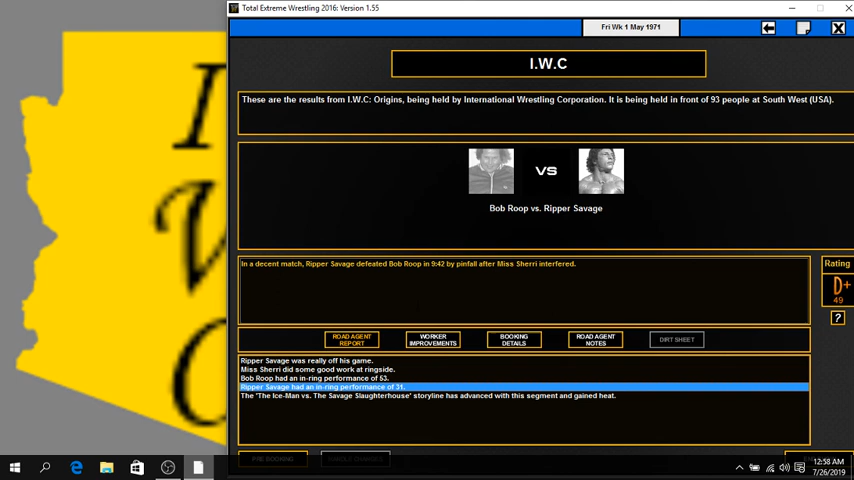 Total Extreme Wrestling 2016: Version 1.55
Fri Wk 1 May 1971
I.W.C
These are the results from I.W.C: Origins, being held by International Wrestling Corporation. It is being held in front of 93 people at South West (USA).
VS
Bob Roop vs. Ripper Savage
In a decent match, Ripper Savage defeated Bob Roop in 9:42 by pinfall after Miss Sherri interfered.
Rating
D+
49
?
ROAD AGENT REPORT
WORKER IMPROVEMENTS
BOOKING DETAILS
ROAD AGENT NOTES
DIRT SHEET
Ripper Savage was really off his game.
Miss Sherri did some good work at ringside.
Bob Roop had an in-ring performance of 53.
Ripper Savage had an in-ring performance of 31.
The 'The Ice-Man vs. The Savage Slaughterhouse' storyline has advanced with this segment and gained heat.
PRE BOOKING
I
W
C
12:58 AM
7/26/2019